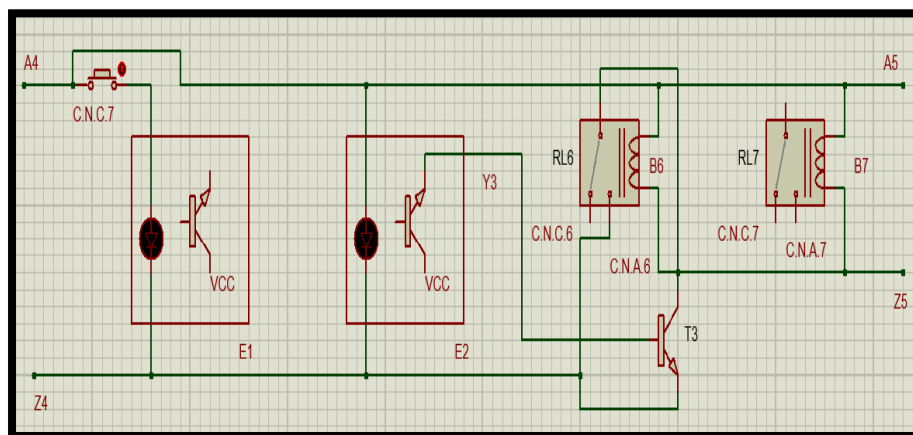 A4
A5
C.N.C.7
RL6
B6
RL7
B7
Y3
C.N.C.6
C.N.C.7
C.N.A.7
C.N.A.6
VCC
VCC
Z5
T3
E1
E2
Z4